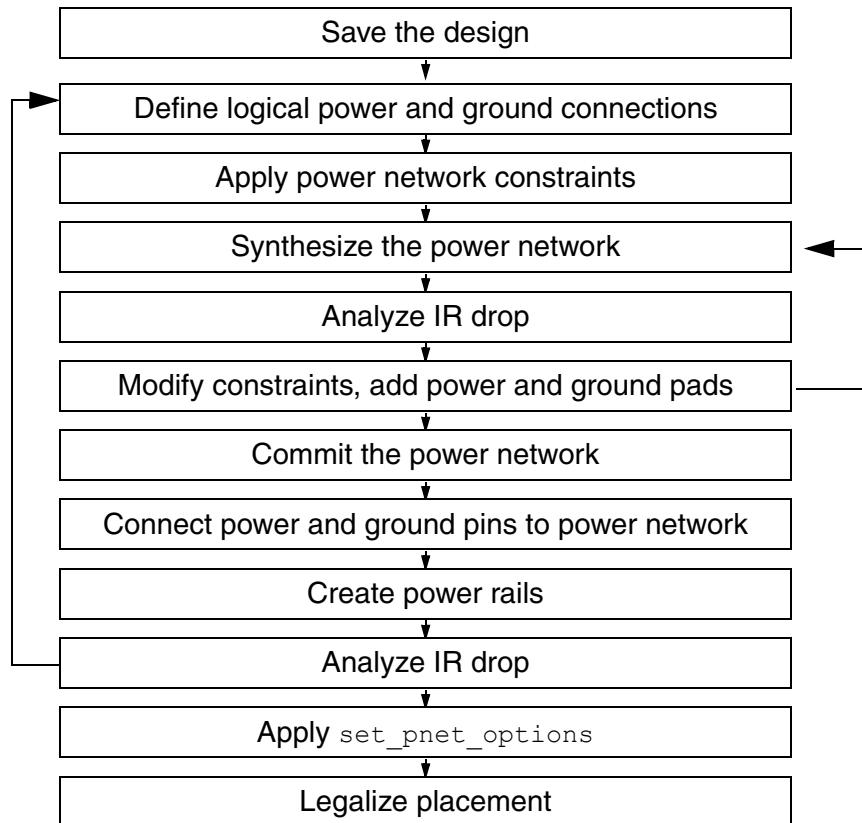 Save the design
Define logical power and ground connections
Apply power network constraints
Synthesize the power network
Analyze IR drop
Modify constraints, add power and ground pads
Commit the power network
Connect power and ground pins to power network
Create power rails
Analyze IR drop
Apply set_pnet_options
Legalize placement